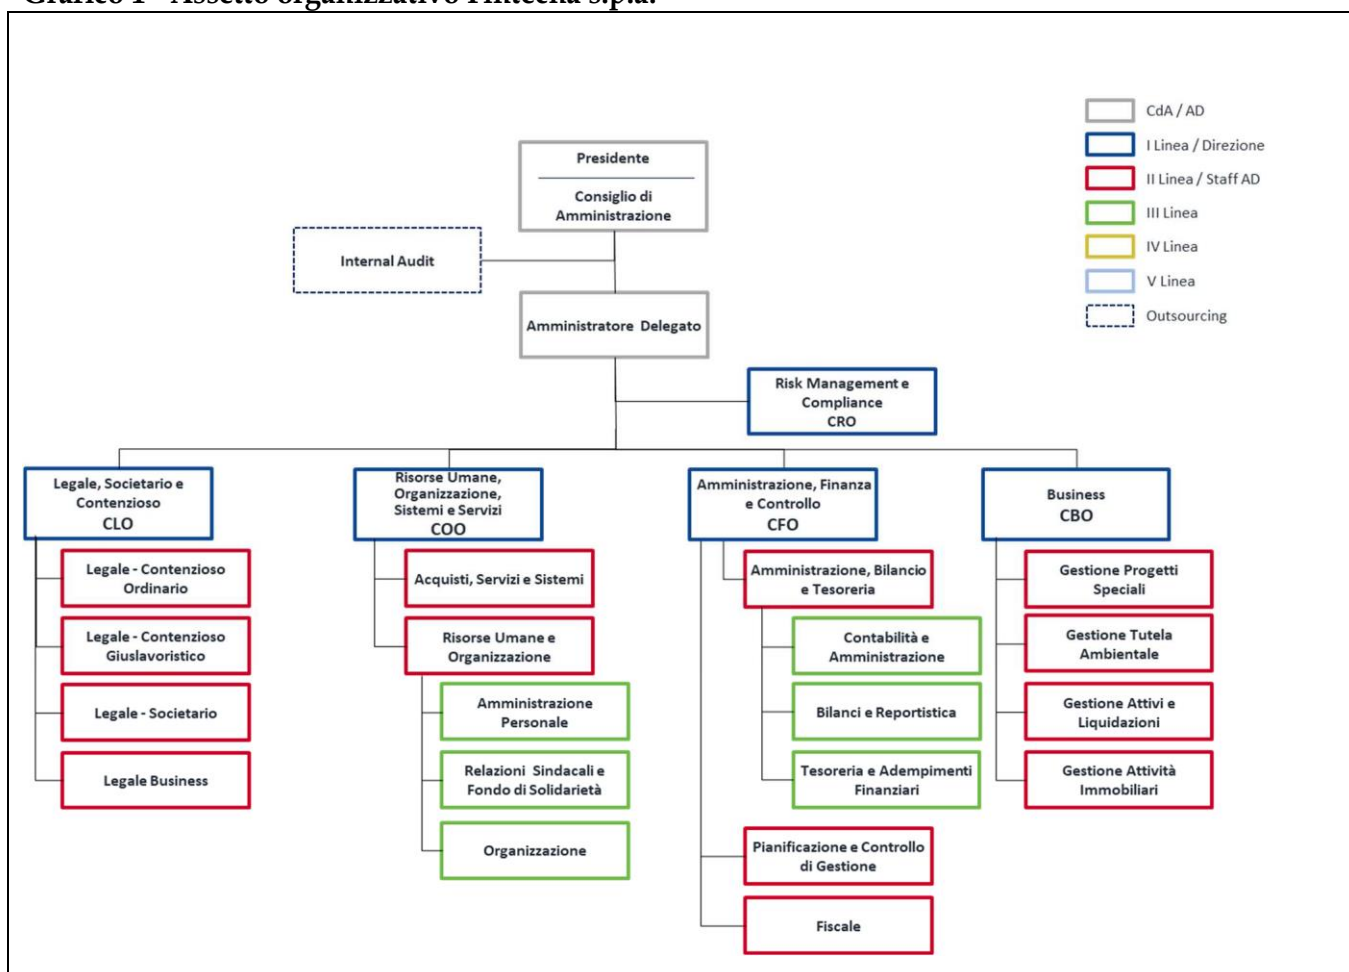 Grafico 1 - Assetto organizzativo Fintecna s.p.a.
CdA / AD
I Linea / Direzione
II Linea / Staff AD
III Linea
IV Linea
V Linea
Outsourcing
Presidente
Consiglio di
Amministrazione
Internal Audit
Amministratore Delegato
Risk Management e
Compliance
CRO
Legale, Societario e
Contenzioso
CLO
Legale - Contenzioso
Ordinario
Legale - Contenzioso
Giuslavoristico
Legale - Societario
Legale Business
Risorse Umane,
Organizzazione,
Sistemi e Servizi
COO
Acquisti, Servizi e Sistemi
Risorse Umane e
Organizzazione
Amministrazione
Personale
Relazioni Sindacali e
Fondo di Solidarietà
Organizzazione
Amministrazione, Finanza
e Controllo
CFO
Amministrazione, Bilancio
e Tesoreria
Contabilità e
Amministrazione
Bilanci e Reportistica
Tesoreria e Adempimenti
Finanziari
Pianificazione e Controllo
di Gestione
Fiscale
Business
CBO
Gestione Progetti
Speciali
Gestione Tutela
Ambientale
Gestione Attivi e
Liquidazioni
Gestione Attività
Immobiliari